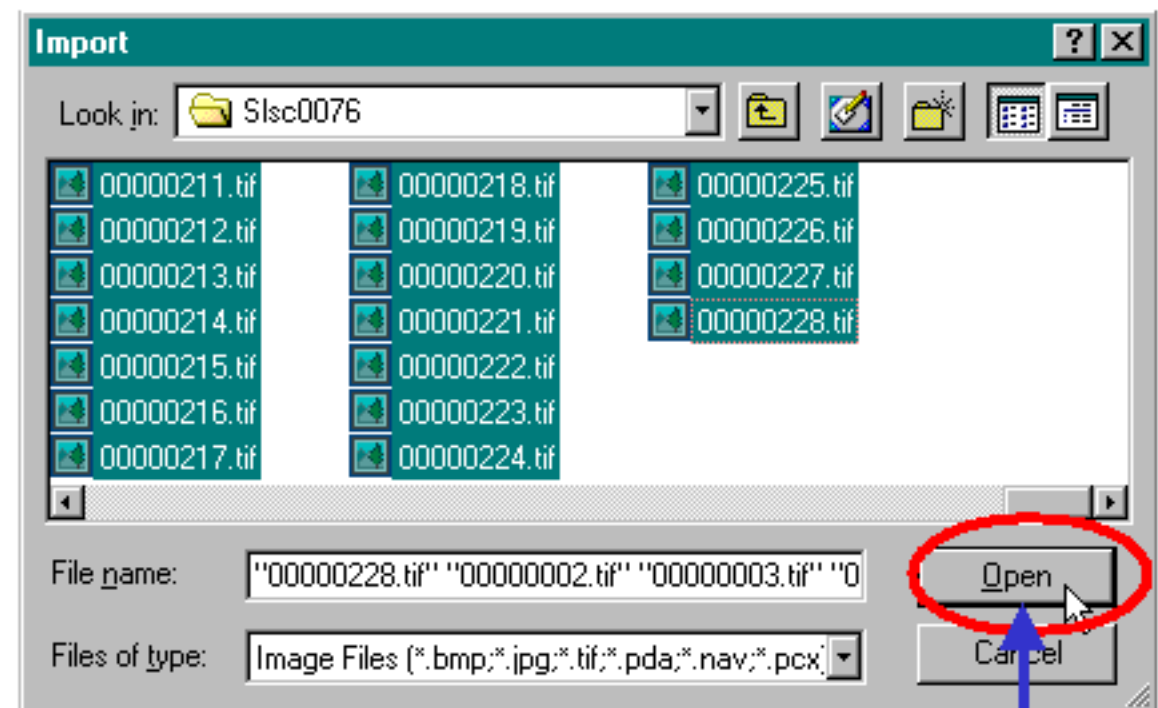 Import
Look in: Slsc0076
00000211.tif 00000218.tif 00000225.tif
00000212.tif 00000219.tif 00000226.tif
00000213.tif 00000220.tif 00000227.tif
00000214.tif 00000221.tif 00000228.tif
00000215.tif 00000222.tif
00000216.tif 00000223.tif
00000217.tif 00000224.tif
File name: "00000228.tif" "00000002.tif" "00000003.tif" "0 Open
Files of type: Image Files (*.bmp;*.jpg;*.tif;*.pda;*.nav;*.pcx) Cancel